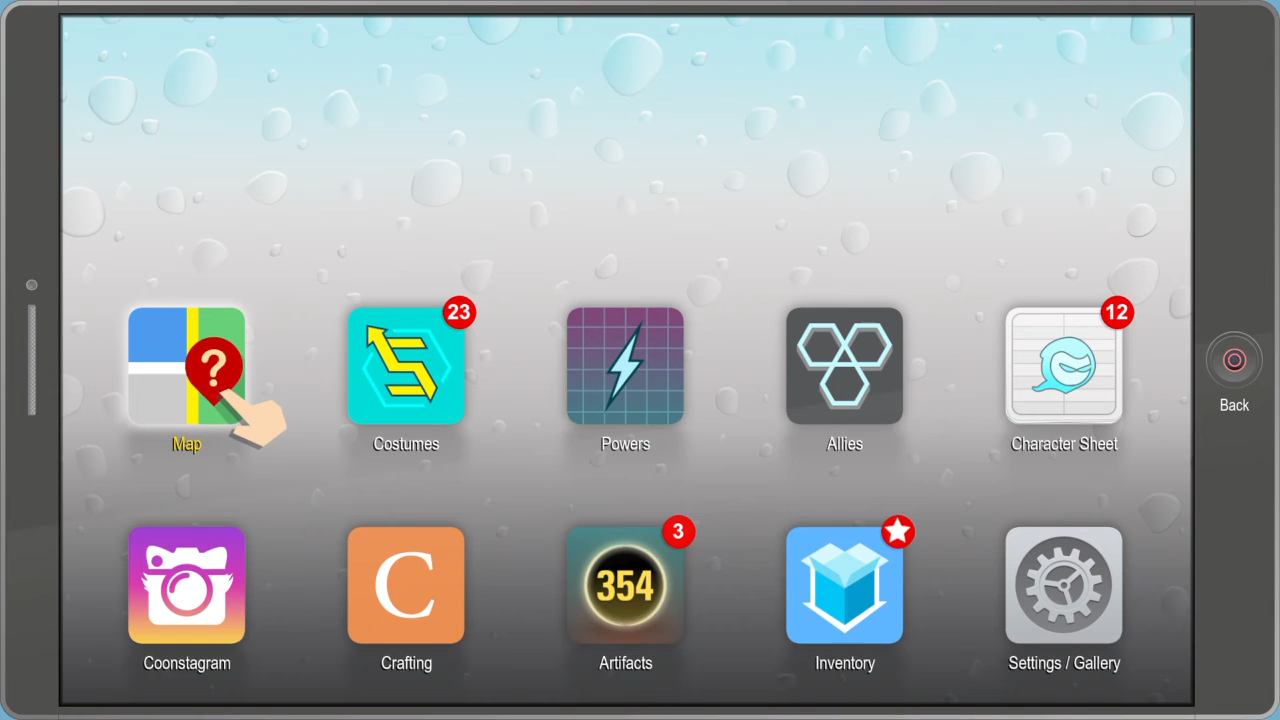 23
12
?
Map
Costumes
Powers
Allies
Character Sheet
Back
3
C
354
Coonstagram
Crafting
Artifacts
Inventory
Settings / Gallery